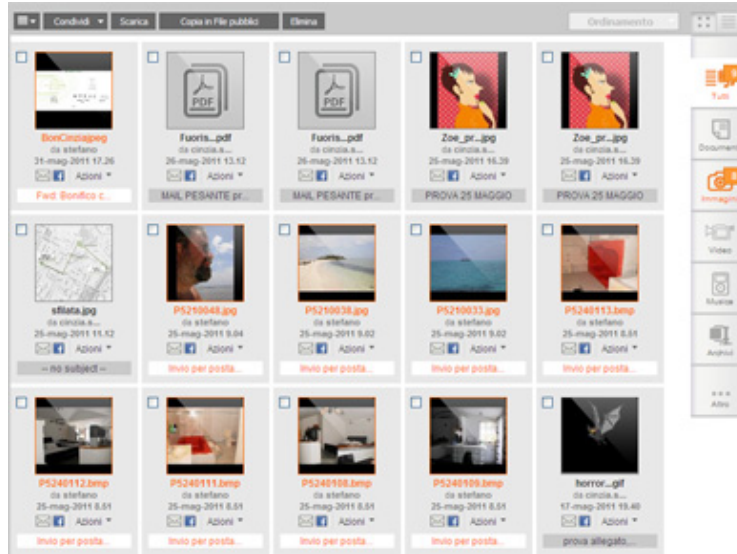 Condividi
Scarica
Copia in File pubblici
Elimina
Ordinamento
BonCinziajpeg
da stefano
31-mag-2011 17.26
Azioni
Fwd: Bonifico c...
PDF
Fuoris...pdf
da cinzia.s...
26-mag-2011 13.12
Azioni
MAIL PESANTE pr...
PDF
Fuoris...pdf
da cinzia.s...
26-mag-2011 13.12
Azioni
MAIL PESANTE pr...
Zoe_pr...jpg
da cinzia.s...
25-mag-2011 16.39
Azioni
PROVA 25 MAGGIO
Zoe_pr...jpg
da cinzia.s...
25-mag-2011 16.39
Azioni
PROVA 25 MAGGIO
sfilata.jpg
da cinzia.s...
25-mag-2011 11.12
Azioni
-- no subject --
P5210048.jpg
da stefano
25-mag-2011 9.04
Azioni
Invio per posta...
P5210038.jpg
da stefano
25-mag-2011 9.02
Azioni
Invio per posta...
P5210033.jpg
da stefano
25-mag-2011 9.02
Azioni
Invio per posta...
P5240113.bmp
da stefano
25-mag-2011 8.51
Azioni
Invio per posta...
P5240112.bmp
da stefano
25-mag-2011 8.51
Azioni
Invio per posta...
P5240111.bmp
da stefano
25-mag-2011 8.51
Azioni
Invio per posta...
P5240108.bmp
da stefano
25-mag-2011 8.51
Azioni
Invio per posta...
P5240109.bmp
da stefano
25-mag-2011 8.51
Azioni
Invio per posta...
horror...gif
da cinzia.s...
17-mag-2011 19.40
Azioni
prova allegato...
Tutti
Document
Immagini
Video
Musica
Archivi
Altro